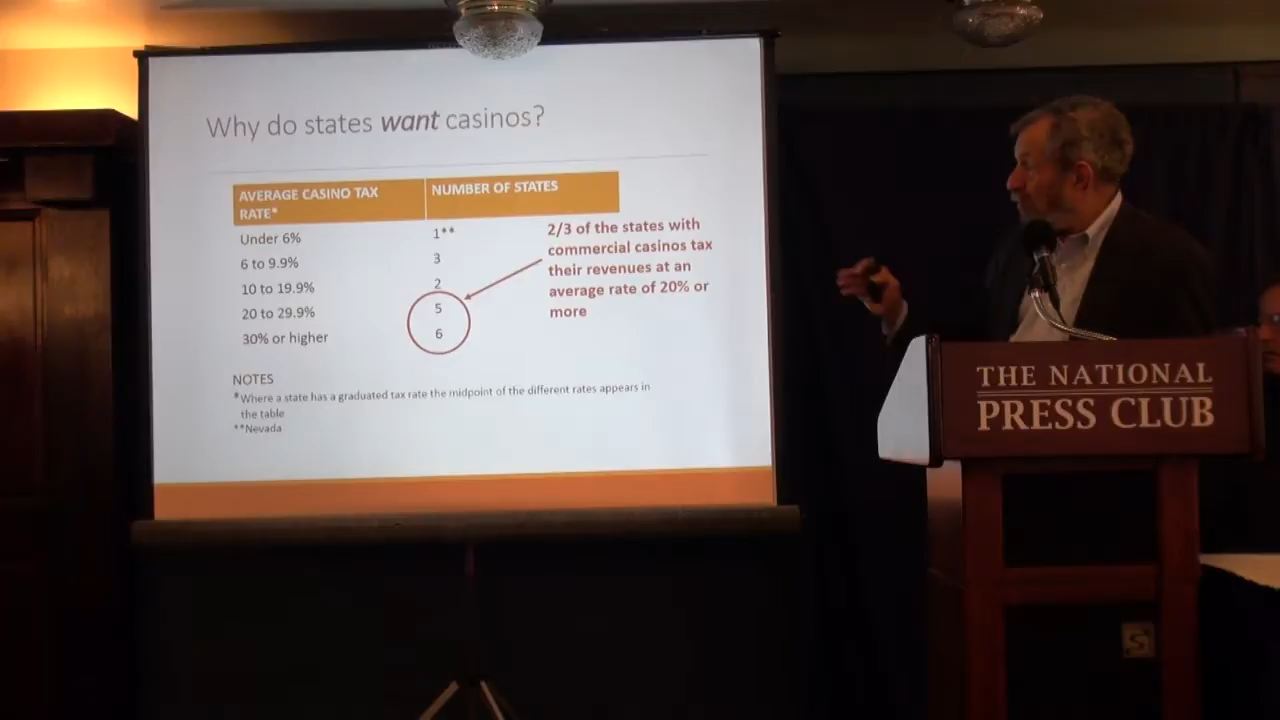 Why do states want casinos?
AVERAGE CASINO TAX
RATE*
NUMBER OF STATES
Under 6%
1**
6 to 9.9%
3
10 to 19.9%
2
20 to 29.9%
5
30% or higher
6
2/3 of the states with
commercial casinos tax
their revenues at an
average rate of 20% or
more
NOTES
*Where a state has a graduated tax rate the midpoint of the different rates appears in
the table
**Nevada
THE NATIONAL
PRESS CLUB